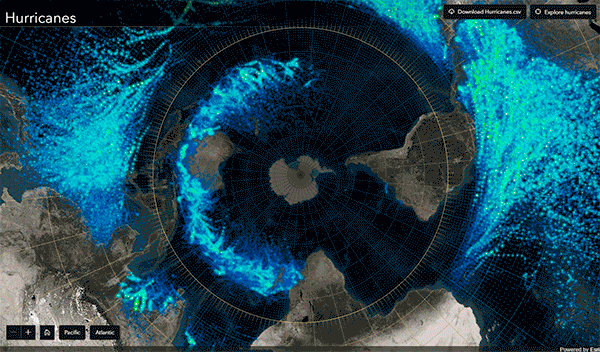 Hurricanes
Download Hurricanes.csv
Explore hurricanes
Pacific
Atlantic
Powered by Esri